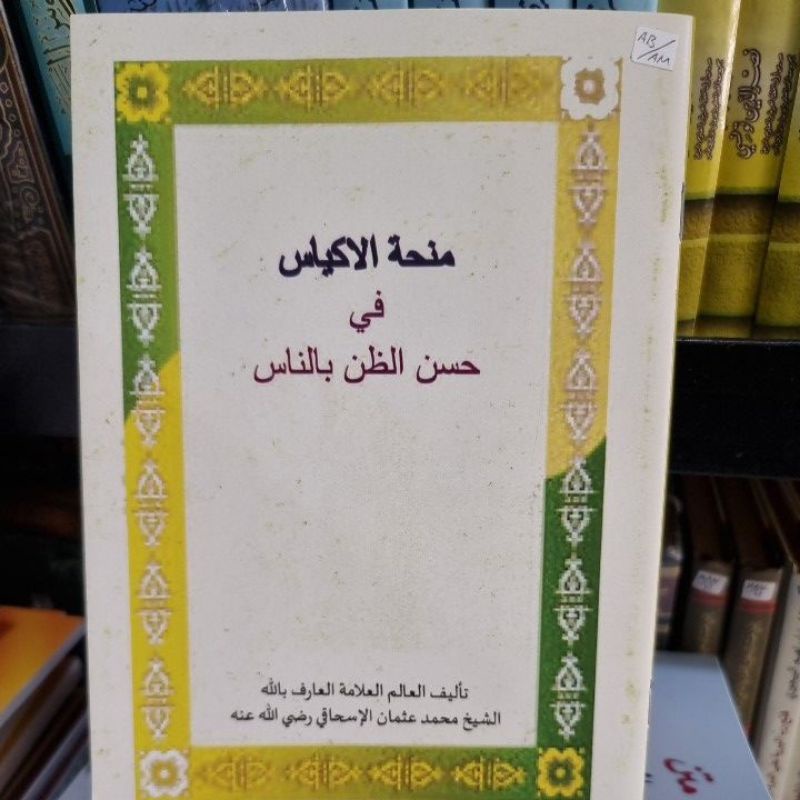 AB/AM
منحة الاكياس
في
حسن الظن بالناس
تأليف العالم العلامة العارف بالله
الشيخ محمد عثمان الإسحاقي رضي الله عنه
متن